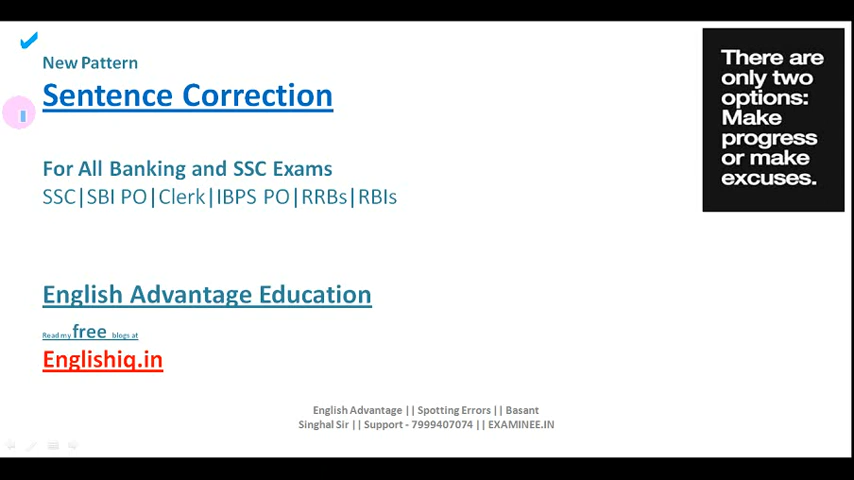 New Pattern
Sentence Correction
For All Banking and SSC Exams
SSC|SBI PO|Clerk|IBPS PO|RRBs|RBIs
English Advantage Education
Read my free blogs at
Englishiq.in
There are
only two
options:
Make
progress
or make
excuses.
English Advantage || Spotting Errors || Basant
Singhal Sir || Support - 7999407074 || EXAMINEE.IN